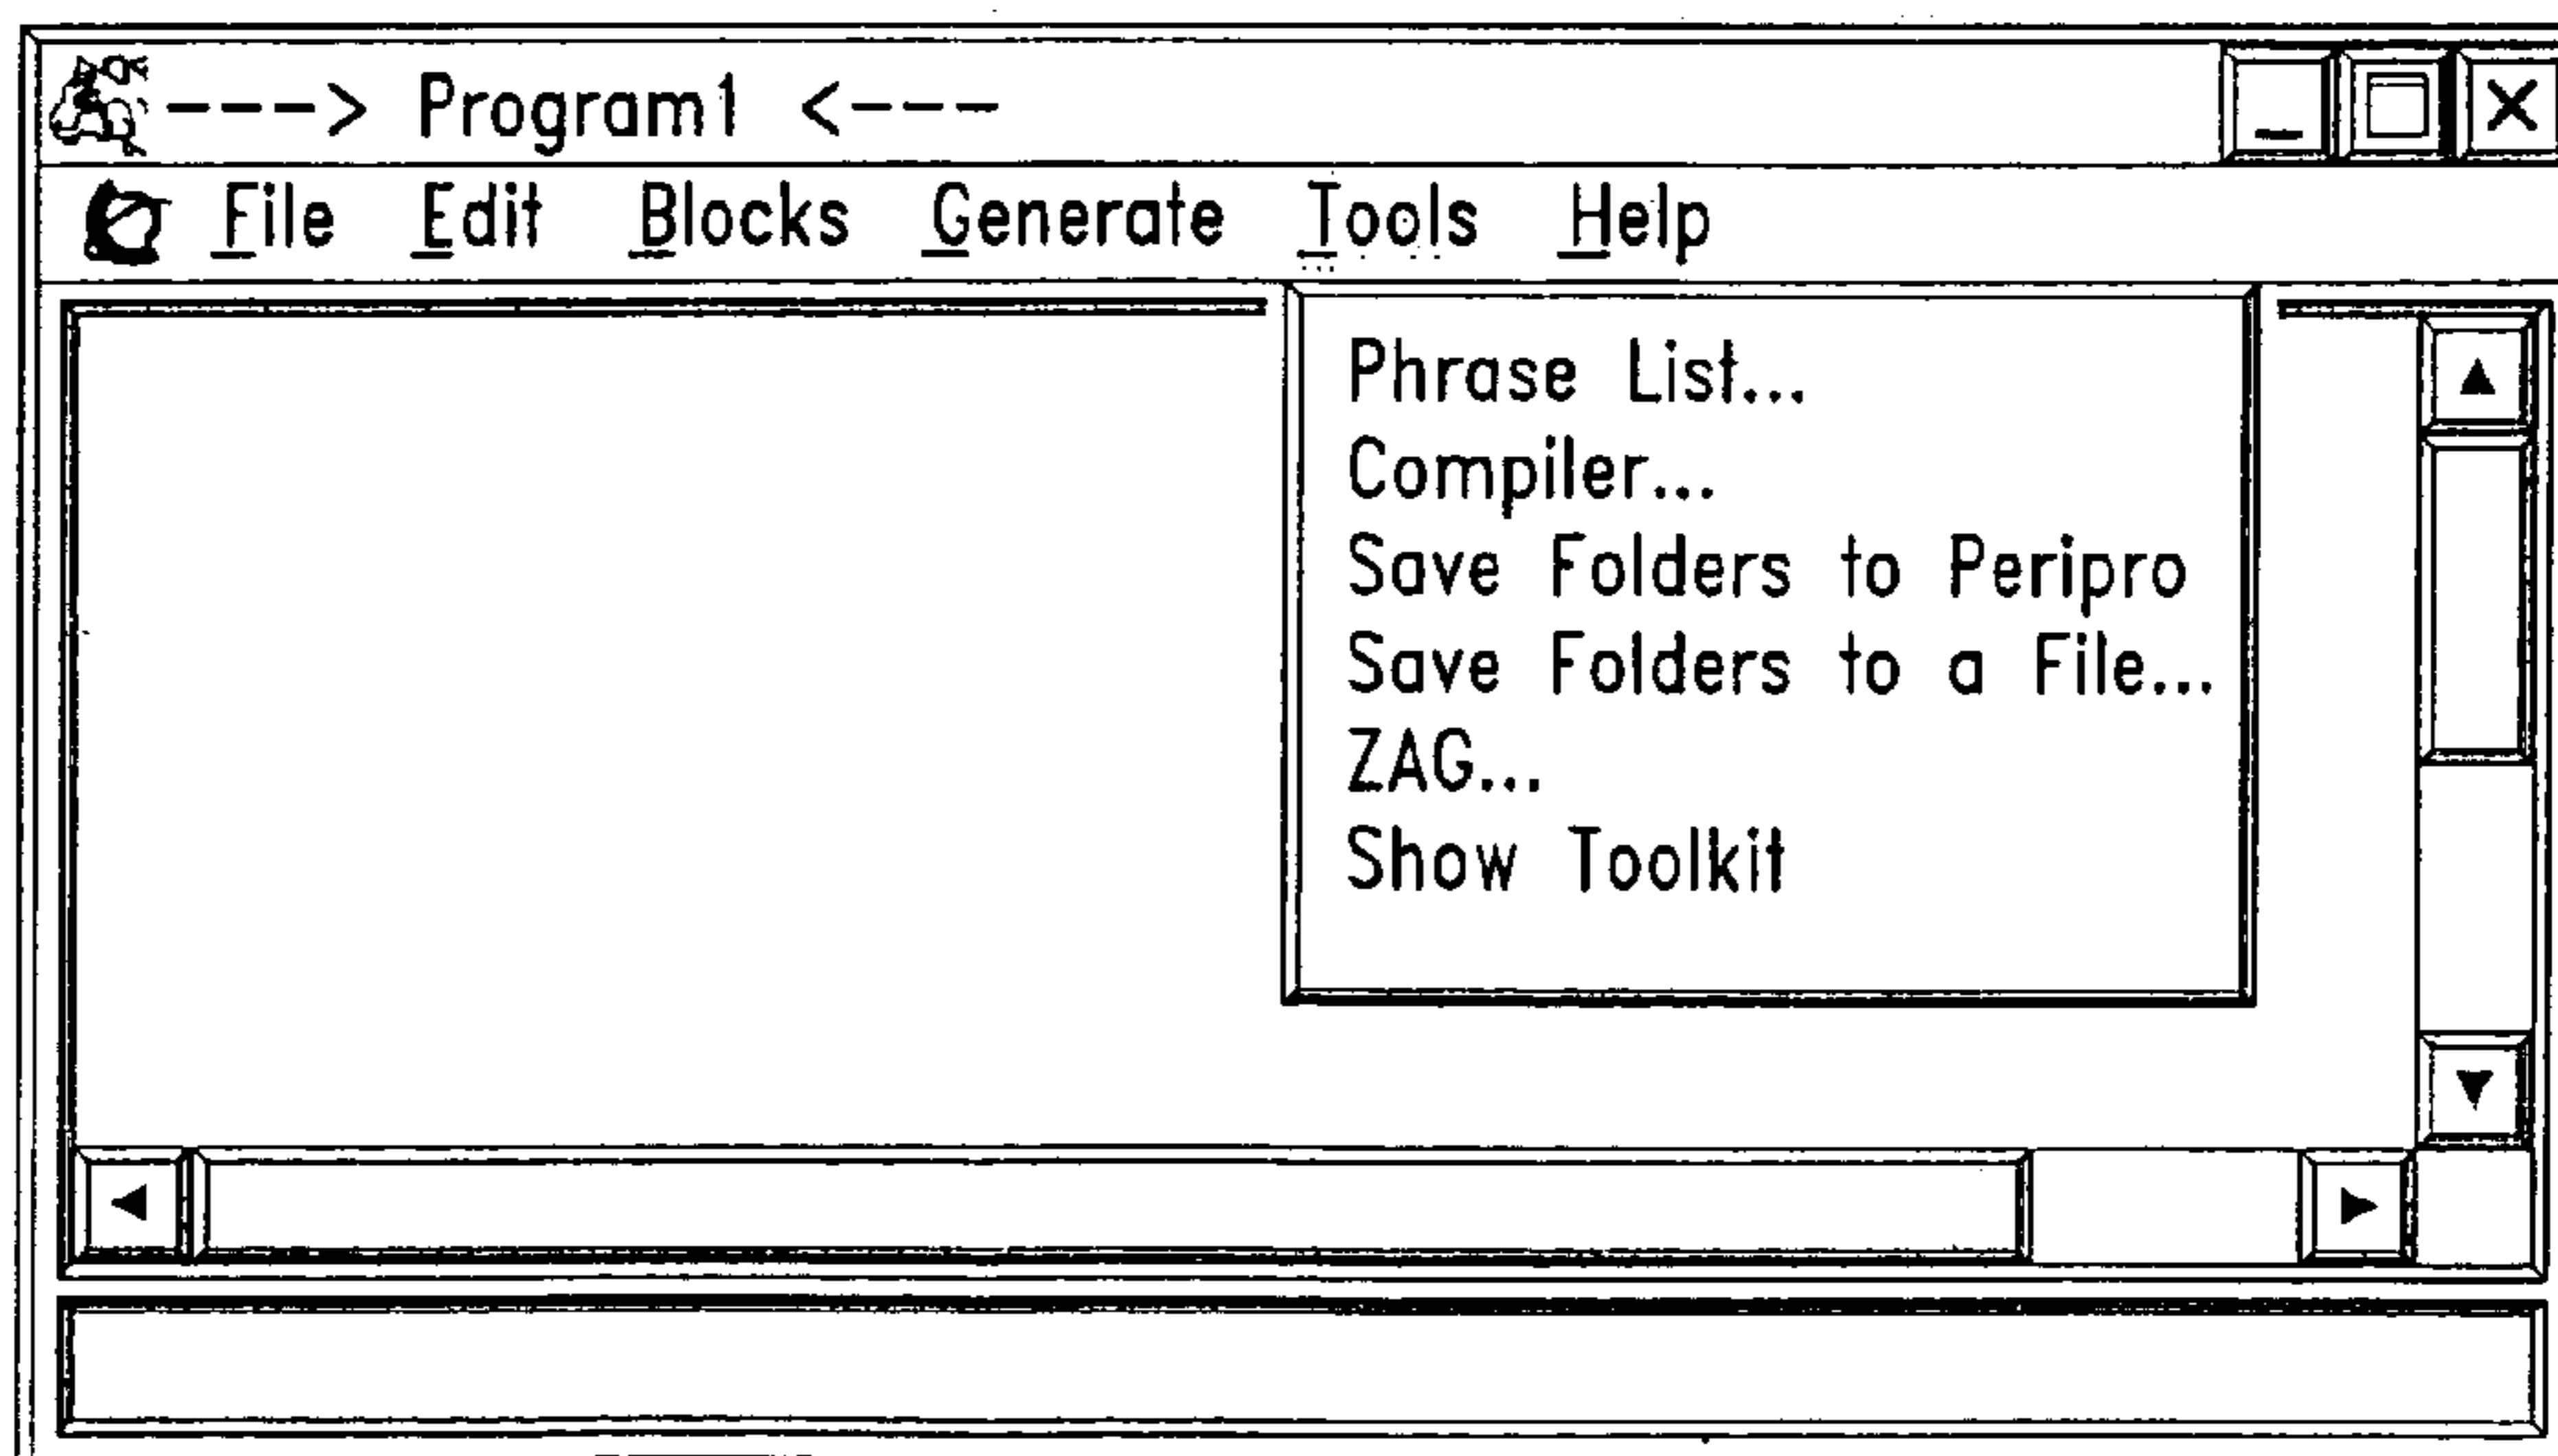 ---> Program1 <---
File Edit Blocks Generate Tools Help
Phrase List...
Compiler...
Save Folders to Peripro
Save Folders to a File...
ZAG...
Show Toolkit